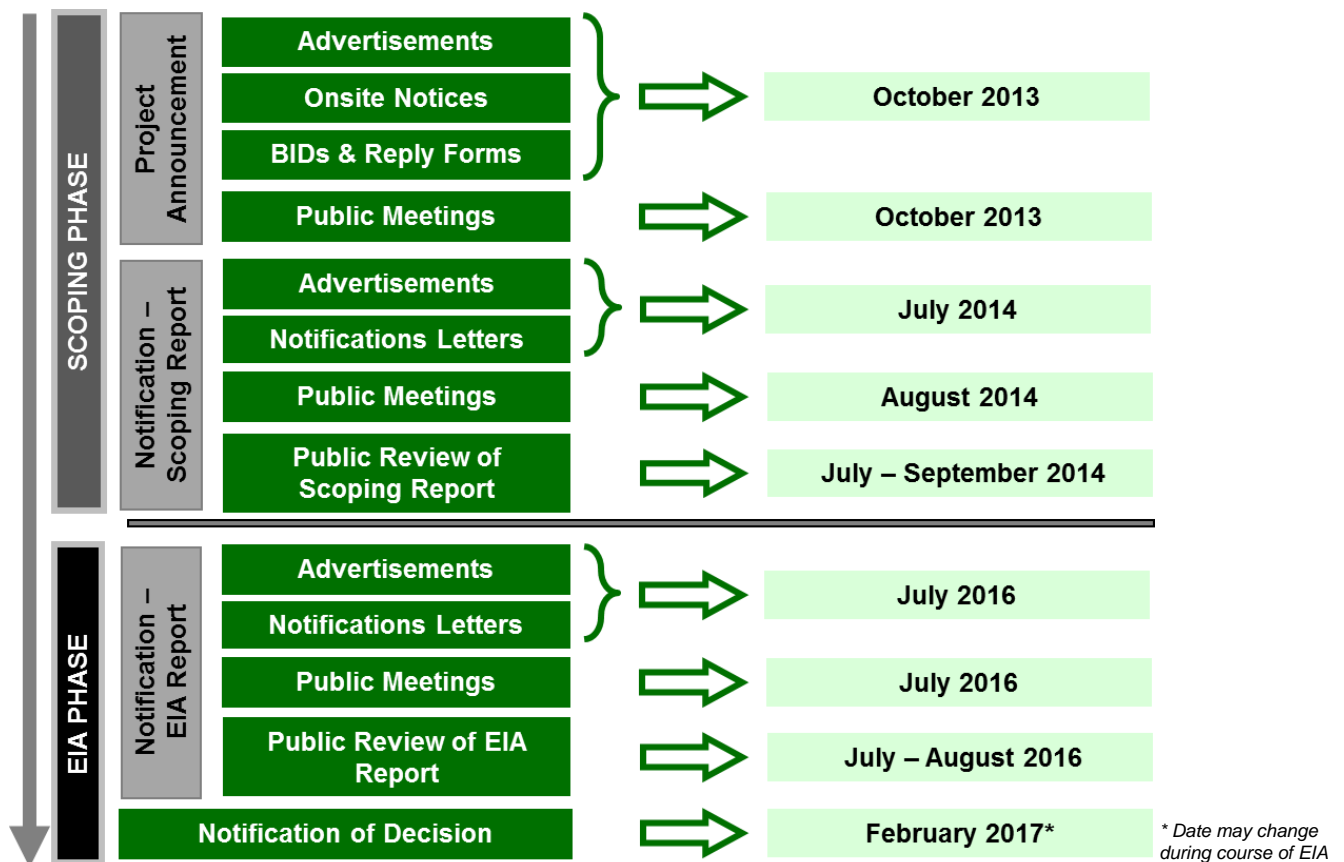 SCOPING PHASE
Project
Announcement
Advertisements
Onsite Notices
BIDs & Reply Forms
October 2013
Public Meetings
October 2013
Notification –
Scoping Report
Advertisements
Notifications Letters
July 2014
Public Meetings
August 2014
Public Review of
Scoping Report
July – September 2014
EIA PHASE
Notification –
EIA Report
Advertisements
Notifications Letters
July 2016
Public Meetings
July 2016
Public Review of EIA
Report
July – August 2016
Notification of Decision
February 2017*
* Date may change
during course of EIA